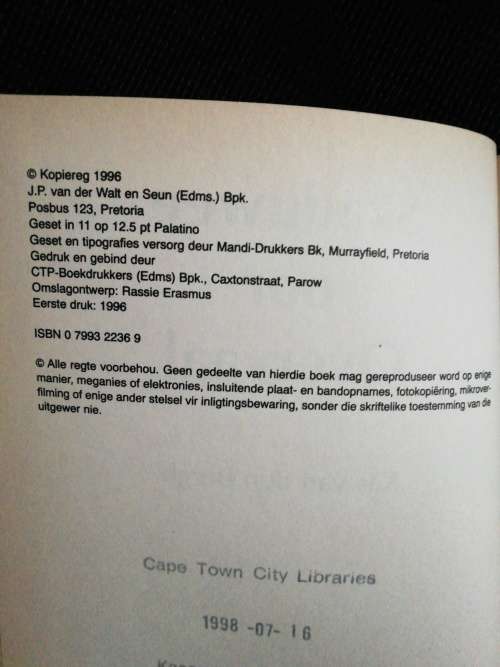 © Kopiereg 1996
J.P. van der Walt en Seun (Edms.) Bpk.
Posbus 123, Pretoria
Geset in 11 op 12.5 pt Palatino
Geset en tipografies versorg deur Mandi-Drukkers Bk, Murrayfield, Pretoria
Gedruk en gebind deur
CTP-Boekdrukkers (Edms) Bpk., Caxtonstraat, Parow
Omslagontwerp: Rassie Erasmus
Eerste druk: 1996
ISBN 0 7993 2236 9
© Alle regte voorbehou. Geen gedeelte van hierdie boek mag gereproduseer word op enige
manier, meganies of elektronies, insluitende plaat- en bandopnames, fotokopiëring, mikrover-
filming of enige ander stelsel vir inligtingsbewaring, sonder die skriftelike toestemming van die
uitgewer nie.
Cape Town City Libraries
1998 -07- 16